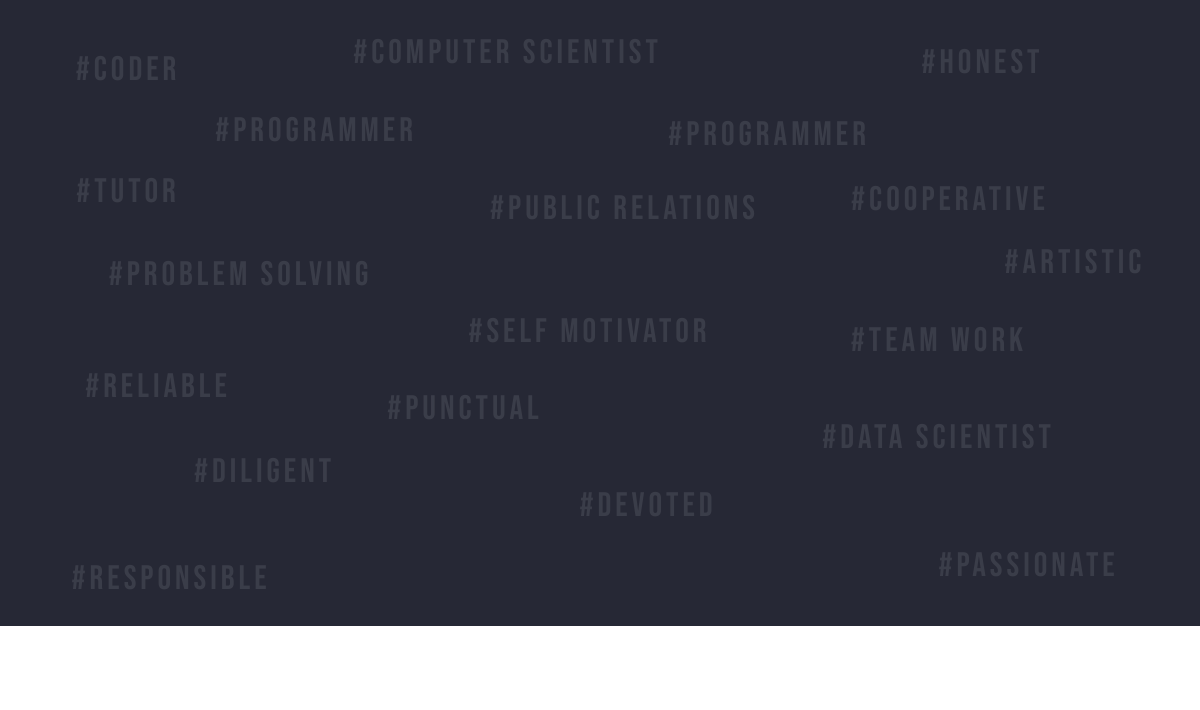 #COMPUTER SCIENTIST
#HONEST
#CODER
#PROGRAMMER
#PROGRAMMER
#TUTOR
#COOPERATIVE
#PUBLIC RELATIONS
#ARTISTIC
#PROBLEM SOLVING
#SELF MOTIVATOR
#TEAM WORK
#RELIABLE
#PUNCTUAL
#DATA SCIENTIST
#DILIGENT
#DEVOTED
#PASSIONATE
#RESPONSIBLE